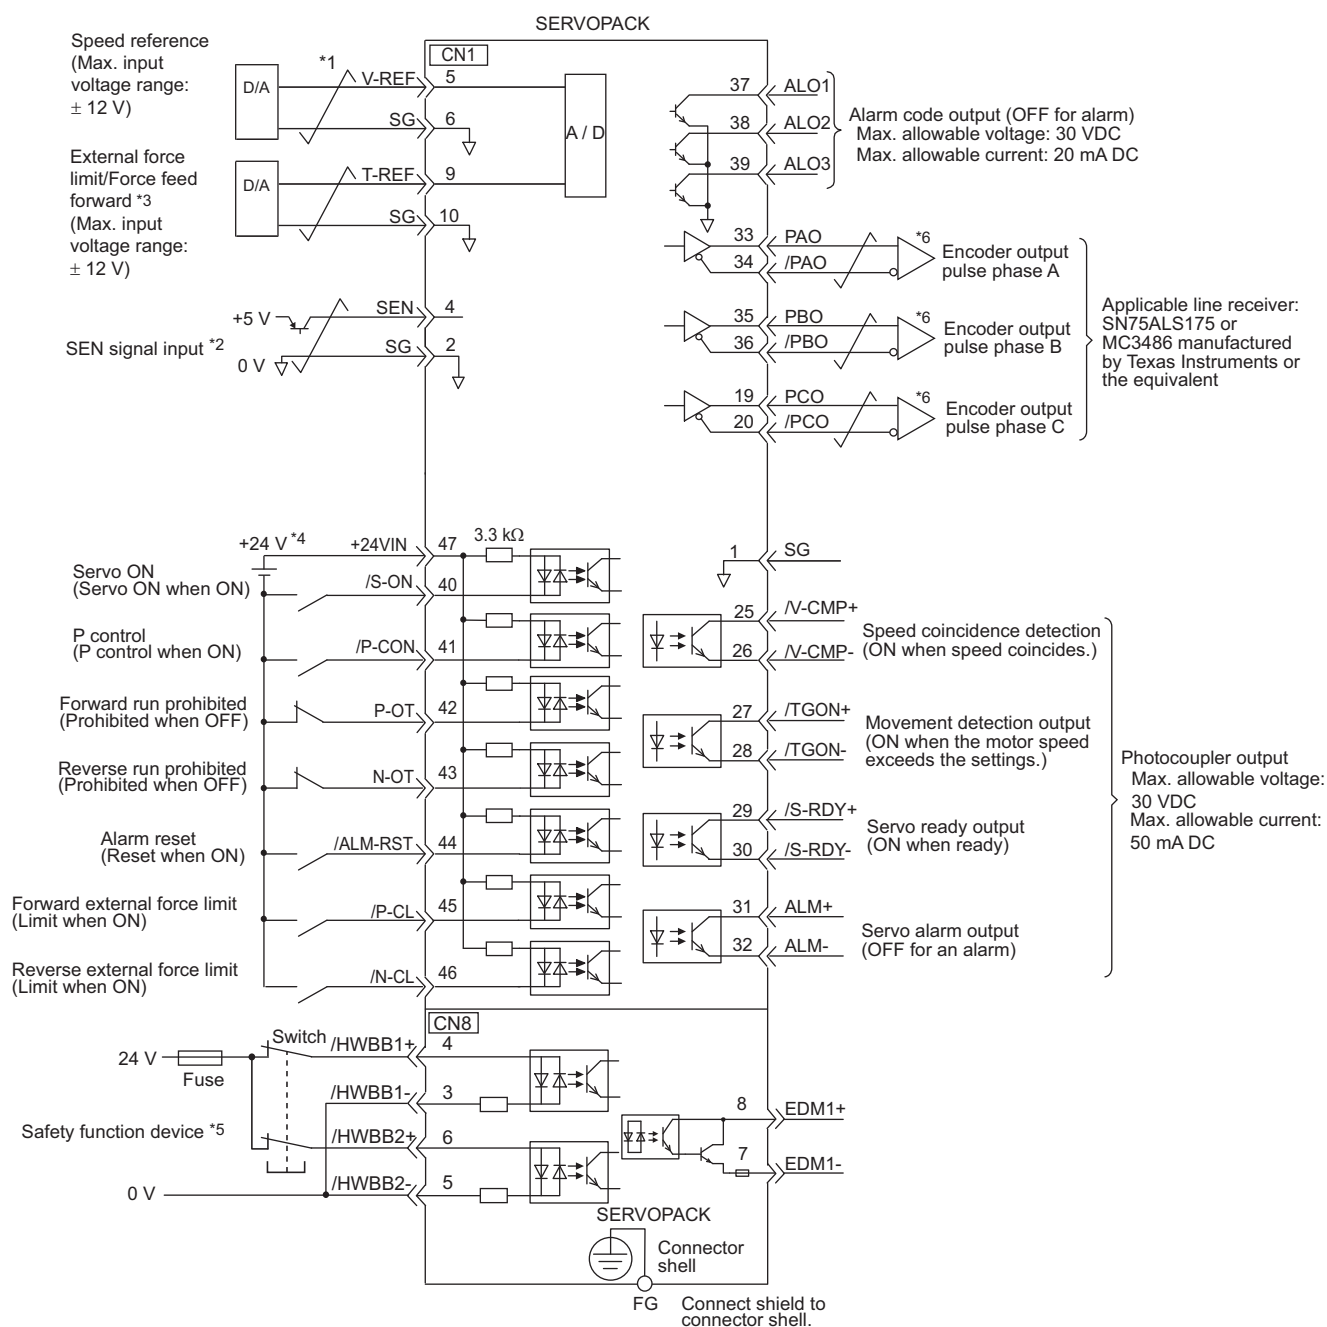 SERVOPACK
CN1
Speed reference
(Max. input
voltage range:
± 12 V)
D/A
*1
V-REF
5
SG
6
A / D
External force
limit/Force feed
forward *3
(Max. input
voltage range:
± 12 V)
D/A
T-REF
9
SG
10
+5 V
SEN
4
SEN signal input *2
SG
2
0 V
37
ALO1
38
ALO2
39
ALO3
Alarm code output (OFF for alarm)
Max. allowable voltage: 30 VDC
Max. allowable current: 20 mA DC
33
PAO
34
/PAO
*6
Encoder output
pulse phase A
35
PBO
36
/PBO
*6
Encoder output
pulse phase B
19
PCO
20
/PCO
*6
Encoder output
pulse phase C
Applicable line receiver:
SN75ALS175 or
MC3486 manufactured
by Texas Instruments or
the equivalent
+24 V *4
+24VIN
47
3.3 kΩ
Servo ON
(Servo ON when ON)
/S-ON
40
P control
(P control when ON)
/P-CON
41
Forward run prohibited
(Prohibited when OFF)
P-OT
42
Reverse run prohibited
(Prohibited when OFF)
N-OT
43
Alarm reset
(Reset when ON)
/ALM-RST
44
Forward external force limit
(Limit when ON)
/P-CL
45
Reverse external force limit
(Limit when ON)
/N-CL
46
1
SG
25
/V-CMP+
26
/V-CMP-
Speed coincidence detection
(ON when speed coincides.)
27
/TGON+
28
/TGON-
Movement detection output
(ON when the motor speed
exceeds the settings.)
29
/S-RDY+
30
/S-RDY-
Servo ready output
(ON when ready)
31
ALM+
32
ALM-
Servo alarm output
(OFF for an alarm)
Photocoupler output
Max. allowable voltage:
30 VDC
Max. allowable current:
50 mA DC
CN8
24 V
Fuse
Switch
/HWBB1+
4
/HWBB1-
3
Safety function device *5
/HWBB2+
6
0 V
/HWBB2-
5
8
EDM1+
7
EDM1-
SERVOPACK
Connector
shell
FG
Connect shield to
connector shell.